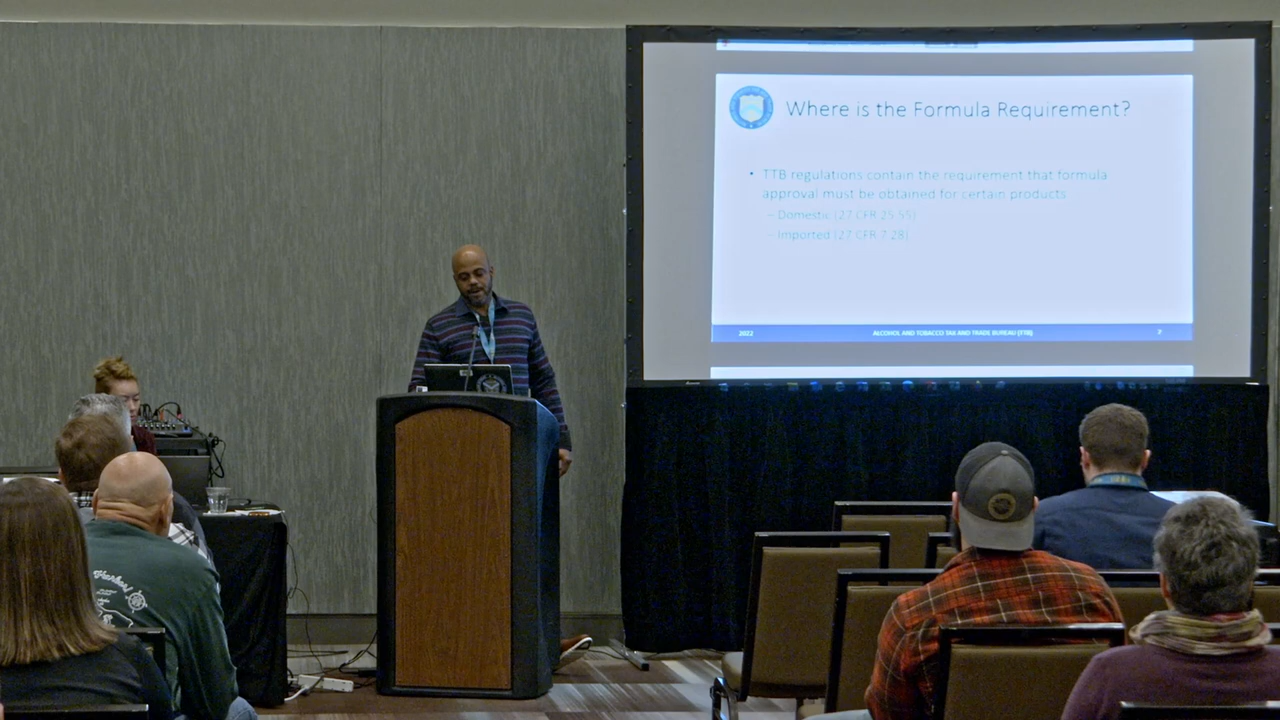 Where is the Formula Requirement?
• TTB regulations contain the requirement that formula
approval must be obtained for certain products
– Domestic (27 CFR 25.55)
– Imported (27 CFR 7.28)
2022 ALCOHOL AND TOBACCO TAX AND TRADE BUREAU (TTB) 7